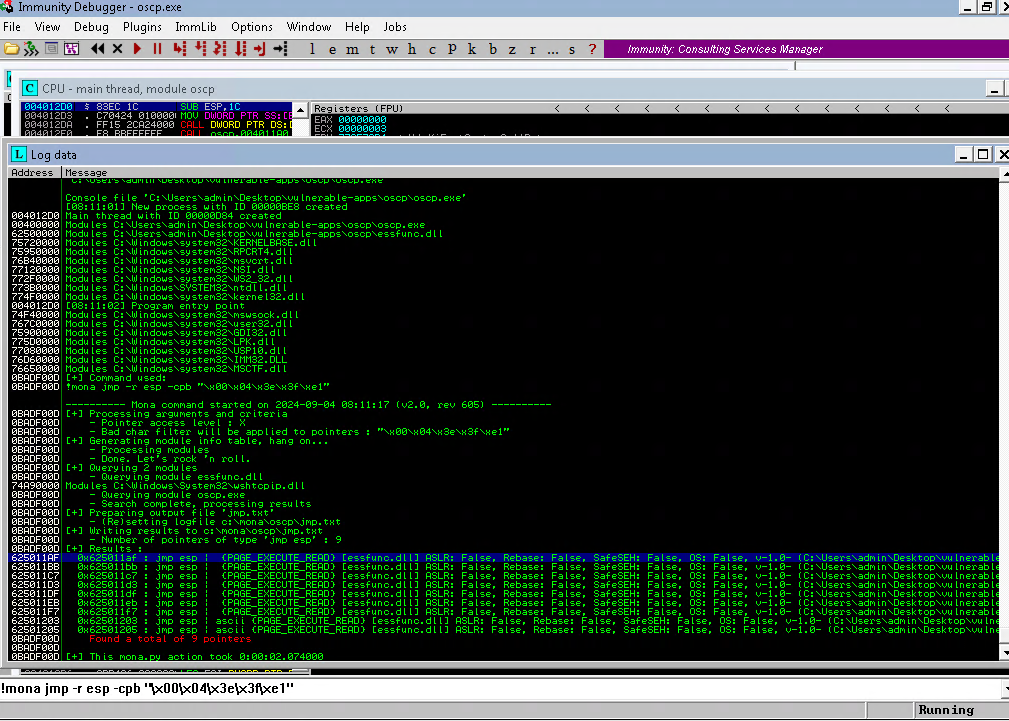 Immunity Debugger - oscp.exe
File View Debug Plugins ImmLib Options Window Help Jobs
l e m t w h c P k b z r ... s ? Immunity: Consulting Services Manager
C CPU - main thread, module oscp
004012D0 $ 83EC 1C SUB ESP,1C
004012D3 . C70424 010000 MOV DWORD PTR SS:[E
004012DA . FF15 2CA24000 CALL DWORD PTR DS:[
004012E0 . E8 BBFEFFFF CALL oscp.004011A0
Registers (FPU) < < < < < < < < < < < < <
EAX 00000000
ECX 00000003
L Log data
Address Message
'C:\Users\admin\Desktop\vulnerable-apps\oscp\oscp.exe'
Console file 'C:\Users\admin\Desktop\vulnerable-apps\oscp\oscp.exe'
[08:11:01] New process with ID 00000BE8 created
004012D0 Main thread with ID 00000D84 created
00400000 Modules C:\Users\admin\Desktop\vulnerable-apps\oscp\oscp.exe
62500000 Modules C:\Users\admin\Desktop\vulnerable-apps\oscp\essfunc.dll
75720000 Modules C:\Windows\system32\KERNELBASE.dll
75950000 Modules C:\Windows\system32\RPCRT4.dll
76B40000 Modules C:\Windows\system32\msvcrt.dll
77120000 Modules C:\Windows\system32\NSI.dll
772F0000 Modules C:\Windows\system32\WS2_32.dll
773B0000 Modules C:\Windows\SYSTEM32\ntdll.dll
774F0000 Modules C:\Windows\system32\kernel32.dll
004012D0 [08:11:02] Program entry point
74F40000 Modules C:\Windows\system32\mswsock.dll
767C0000 Modules C:\Windows\system32\user32.dll
75900000 Modules C:\Windows\system32\GDI32.dll
775D0000 Modules C:\Windows\system32\LPK.dll
77080000 Modules C:\Windows\system32\USP10.dll
76D60000 Modules C:\Windows\system32\IMM32.DLL
76650000 Modules C:\Windows\system32\MSCTF.dll
0BADF00D [+] Command used:
0BADF00D !mona jmp -r esp -cpb "\x00\x04\x3e\x3f\xe1"
---------- Mona command started on 2024-09-04 08:11:17 (v2.0, rev 605) ----------
0BADF00D [+] Processing arguments and criteria
0BADF00D - Pointer access level : X
0BADF00D - Bad char filter will be applied to pointers : "\x00\x04\x3e\x3f\xe1"
0BADF00D [+] Generating module info table, hang on...
0BADF00D - Processing modules
0BADF00D - Done. Let's rock 'n roll.
0BADF00D [+] Querying 2 modules
0BADF00D - Querying module essfunc.dll
74A90000 Modules C:\Windows\System32\wshtcpip.dll
0BADF00D - Querying module oscp.exe
0BADF00D - Search complete, processing results
0BADF00D [+] Preparing output file 'jmp.txt'
0BADF00D - (Re)setting logfile c:\mona\oscp\jmp.txt
0BADF00D [+] Writing results to c:\mona\oscp\jmp.txt
0BADF00D - Number of pointers of type 'jmp esp' : 9
0BADF00D [+] Results :
625011AF 0x625011af : jmp esp | {PAGE_EXECUTE_READ} [essfunc.dll] ASLR: False, Rebase: False, SafeSEH: False, OS: False, v-1.0- (C:\Users\admin\Desktop\vulnerable
625011BB 0x625011bb : jmp esp | {PAGE_EXECUTE_READ} [essfunc.dll] ASLR: False, Rebase: False, SafeSEH: False, OS: False, v-1.0- (C:\Users\admin\Desktop\vulnerable
625011C7 0x625011c7 : jmp esp | {PAGE_EXECUTE_READ} [essfunc.dll] ASLR: False, Rebase: False, SafeSEH: False, OS: False, v-1.0- (C:\Users\admin\Desktop\vulnerable
625011D3 0x625011d3 : jmp esp | {PAGE_EXECUTE_READ} [essfunc.dll] ASLR: False, Rebase: False, SafeSEH: False, OS: False, v-1.0- (C:\Users\admin\Desktop\vulnerable
625011DF 0x625011df : jmp esp | {PAGE_EXECUTE_READ} [essfunc.dll] ASLR: False, Rebase: False, SafeSEH: False, OS: False, v-1.0- (C:\Users\admin\Desktop\vulnerable
625011EB 0x625011eb : jmp esp | {PAGE_EXECUTE_READ} [essfunc.dll] ASLR: False, Rebase: False, SafeSEH: False, OS: False, v-1.0- (C:\Users\admin\Desktop\vulnerable
625011F7 0x625011f7 : jmp esp | {PAGE_EXECUTE_READ} [essfunc.dll] ASLR: False, Rebase: False, SafeSEH: False, OS: False, v-1.0- (C:\Users\admin\Desktop\vulnerable
62501203 0x62501203 : jmp esp | ascii {PAGE_EXECUTE_READ} [essfunc.dll] ASLR: False, Rebase: False, SafeSEH: False, OS: False, v-1.0- (C:\Users\admin\Desktop\vuln
62501205 0x62501205 : jmp esp | ascii {PAGE_EXECUTE_READ} [essfunc.dll] ASLR: False, Rebase: False, SafeSEH: False, OS: False, v-1.0- (C:\Users\admin\Desktop\vuln
0BADF00D Found a total of 9 pointers
0BADF00D
0BADF00D [+] This mona.py action took 0:00:02.074000
!mona jmp -r esp -cpb "\x00\x04\x3e\x3f\xe1"
Running